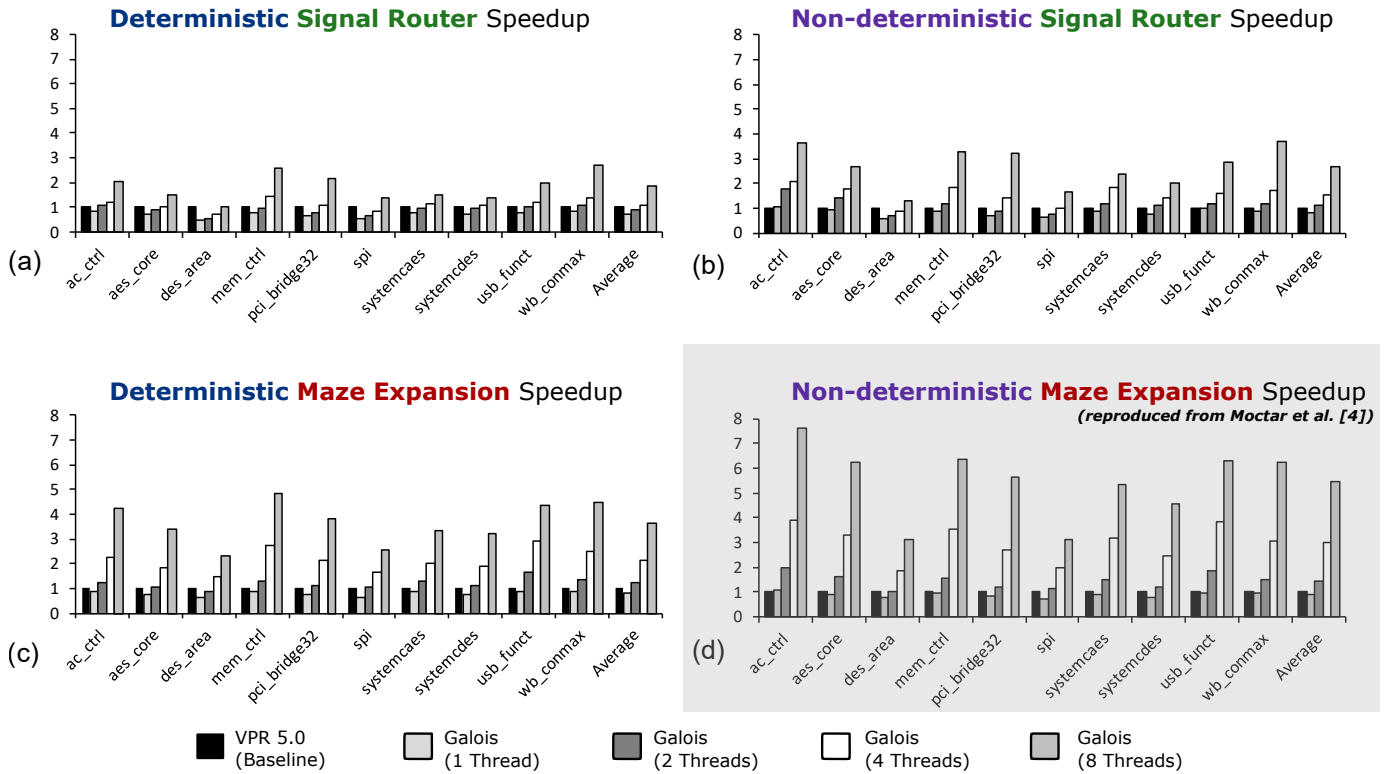 Deterministic Signal Router Speedup
8
7
6
5
4
3
2
1
0
(a)
ac_ctrl
aes_core
des_area
mem_ctrl
pci_bridge32
spi
systemcaes
systemcdes
usb_funct
wb_conmax
Average
Non-deterministic Signal Router Speedup
8
7
6
5
4
3
2
1
0
(b)
ac_ctrl
aes_core
des_area
mem_ctrl
pci_bridge32
spi
systemcaes
systemcdes
usb_funct
wb_conmax
Average
Deterministic Maze Expansion Speedup
8
7
6
5
4
3
2
1
0
(c)
ac_ctrl
aes_core
des_area
mem_ctrl
pci_bridge32
spi
systemcaes
systemcdes
usb_funct
wb_conmax
Average
Non-deterministic Maze Expansion Speedup
(reproduced from Moctar et al. [4])
8
7
6
5
4
3
2
1
0
(d)
ac_ctrl
aes_core
des_area
mem_ctrl
pci_bridge32
spi
systemcaes
systemcdes
usb_funct
wb_conmax
Average
VPR 5.0
(Baseline)
Galois
(1 Thread)
Galois
(2 Threads)
Galois
(4 Threads)
Galois
(8 Threads)